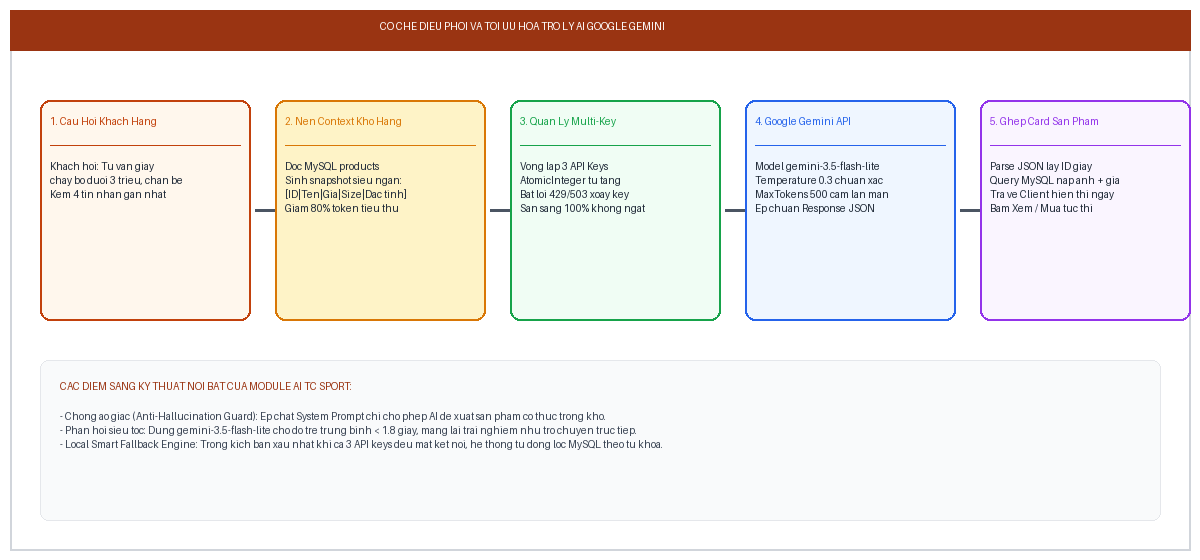 CO CHE DIEU PHOI VA TOI UU HOA TRO LY AI GOOGLE GEMINI
1. Cau Hoi Khach Hang
Khach hoi: Tu van giay
chay bo duoi 3 trieu, chan be
Kem 4 tin nhan gan nhat
2. Nen Context Kho Hang
Doc MySQL products
Sinh snapshot sieu ngan:
[ID|Ten|Gia|Size|Dac tinh]
Giam 80% token tieu thu
3. Quan Ly Multi-Key
Vong lap 3 API Keys
AtomicInteger tu tang
Bat loi 429/503 xoay key
San sang 100% khong ngat
4. Google Gemini API
Model gemini-3.5-flash-lite
Temperature 0.3 chuan xac
MaxTokens 500 cam lan man
Ep chuan Response JSON
5. Ghep Card San Pham
Parse JSON lay ID giay
Query MySQL nap anh + gia
Tra ve Client hien thi ngay
Bam Xem / Mua tuc thi
CAC DIEM SANG KY THUAT NOI BAT CUA MODULE AI TC SPORT:
- Chong ao giac (Anti-Hallucination Guard): Ep chat System Prompt chi cho phep AI de xuat san pham co thuc trong kho.
- Phan hoi sieu toc: Dung gemini-3.5-flash-lite cho do tre trung binh < 1.8 giay, mang lai trai nghiem nhu tro chuyen truc tiep.
- Local Smart Fallback Engine: Trong kich ban xau nhat khi ca 3 API keys deu mat ket noi, he thong tu dong loc MySQL theo tu khoa.